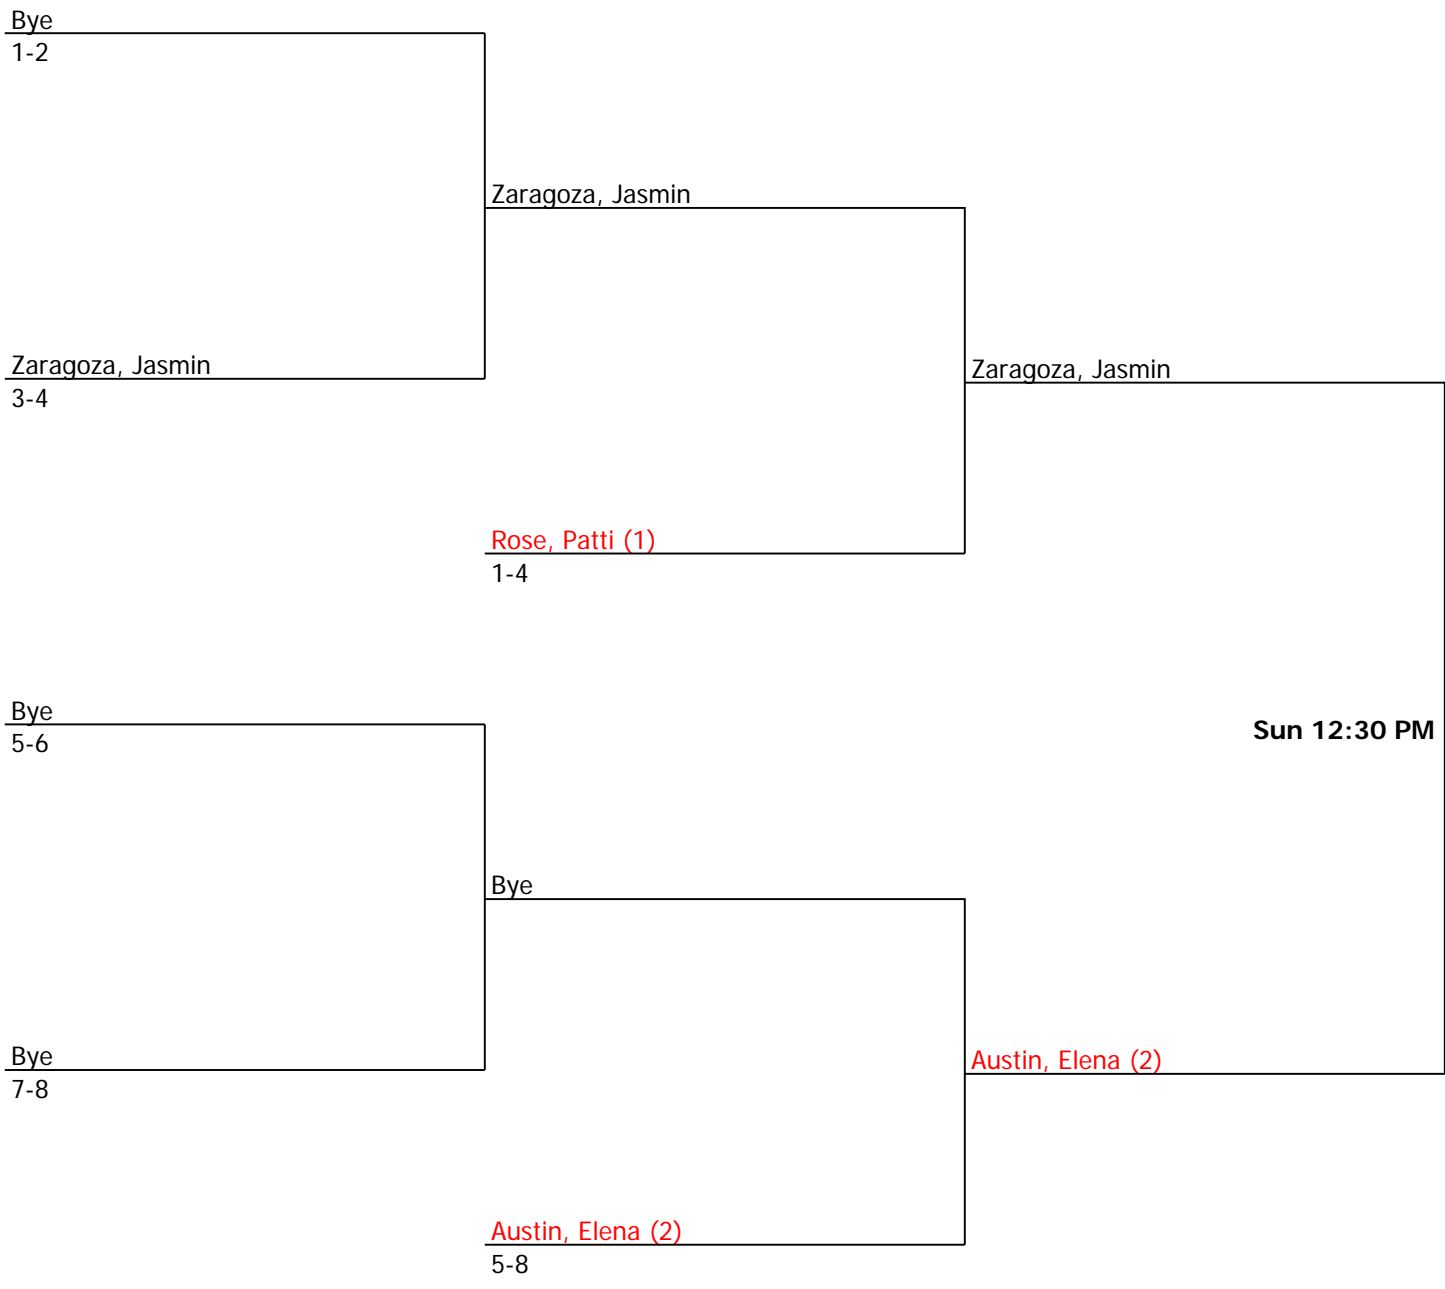 Bye
1-2
Zaragoza, Jasmin
Zaragoza, Jasmin
3-4
Zaragoza, Jasmin
Rose, Patti (1)
1-4
Bye
5-6
Sun 12:30 PM
Bye
Bye
7-8
Austin, Elena (2)
Austin, Elena (2)
5-8